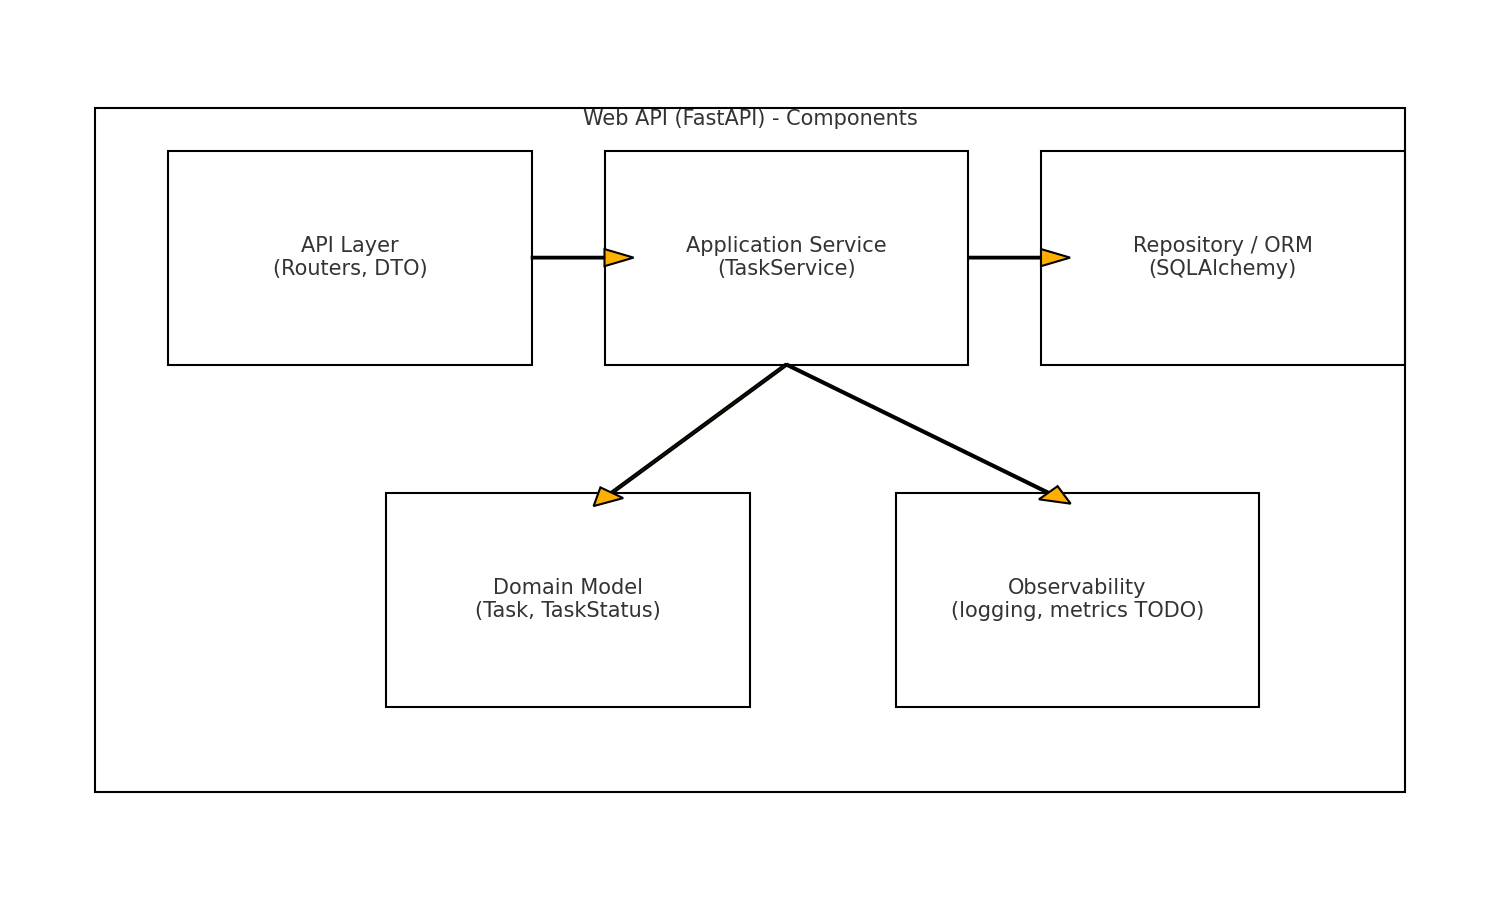 Web API (FastAPI) - Components
API Layer
(Routers, DTO)
Application Service
(TaskService)
Repository / ORM
(SQLAlchemy)
Domain Model
(Task, TaskStatus)
Observability
(logging, metrics TODO)